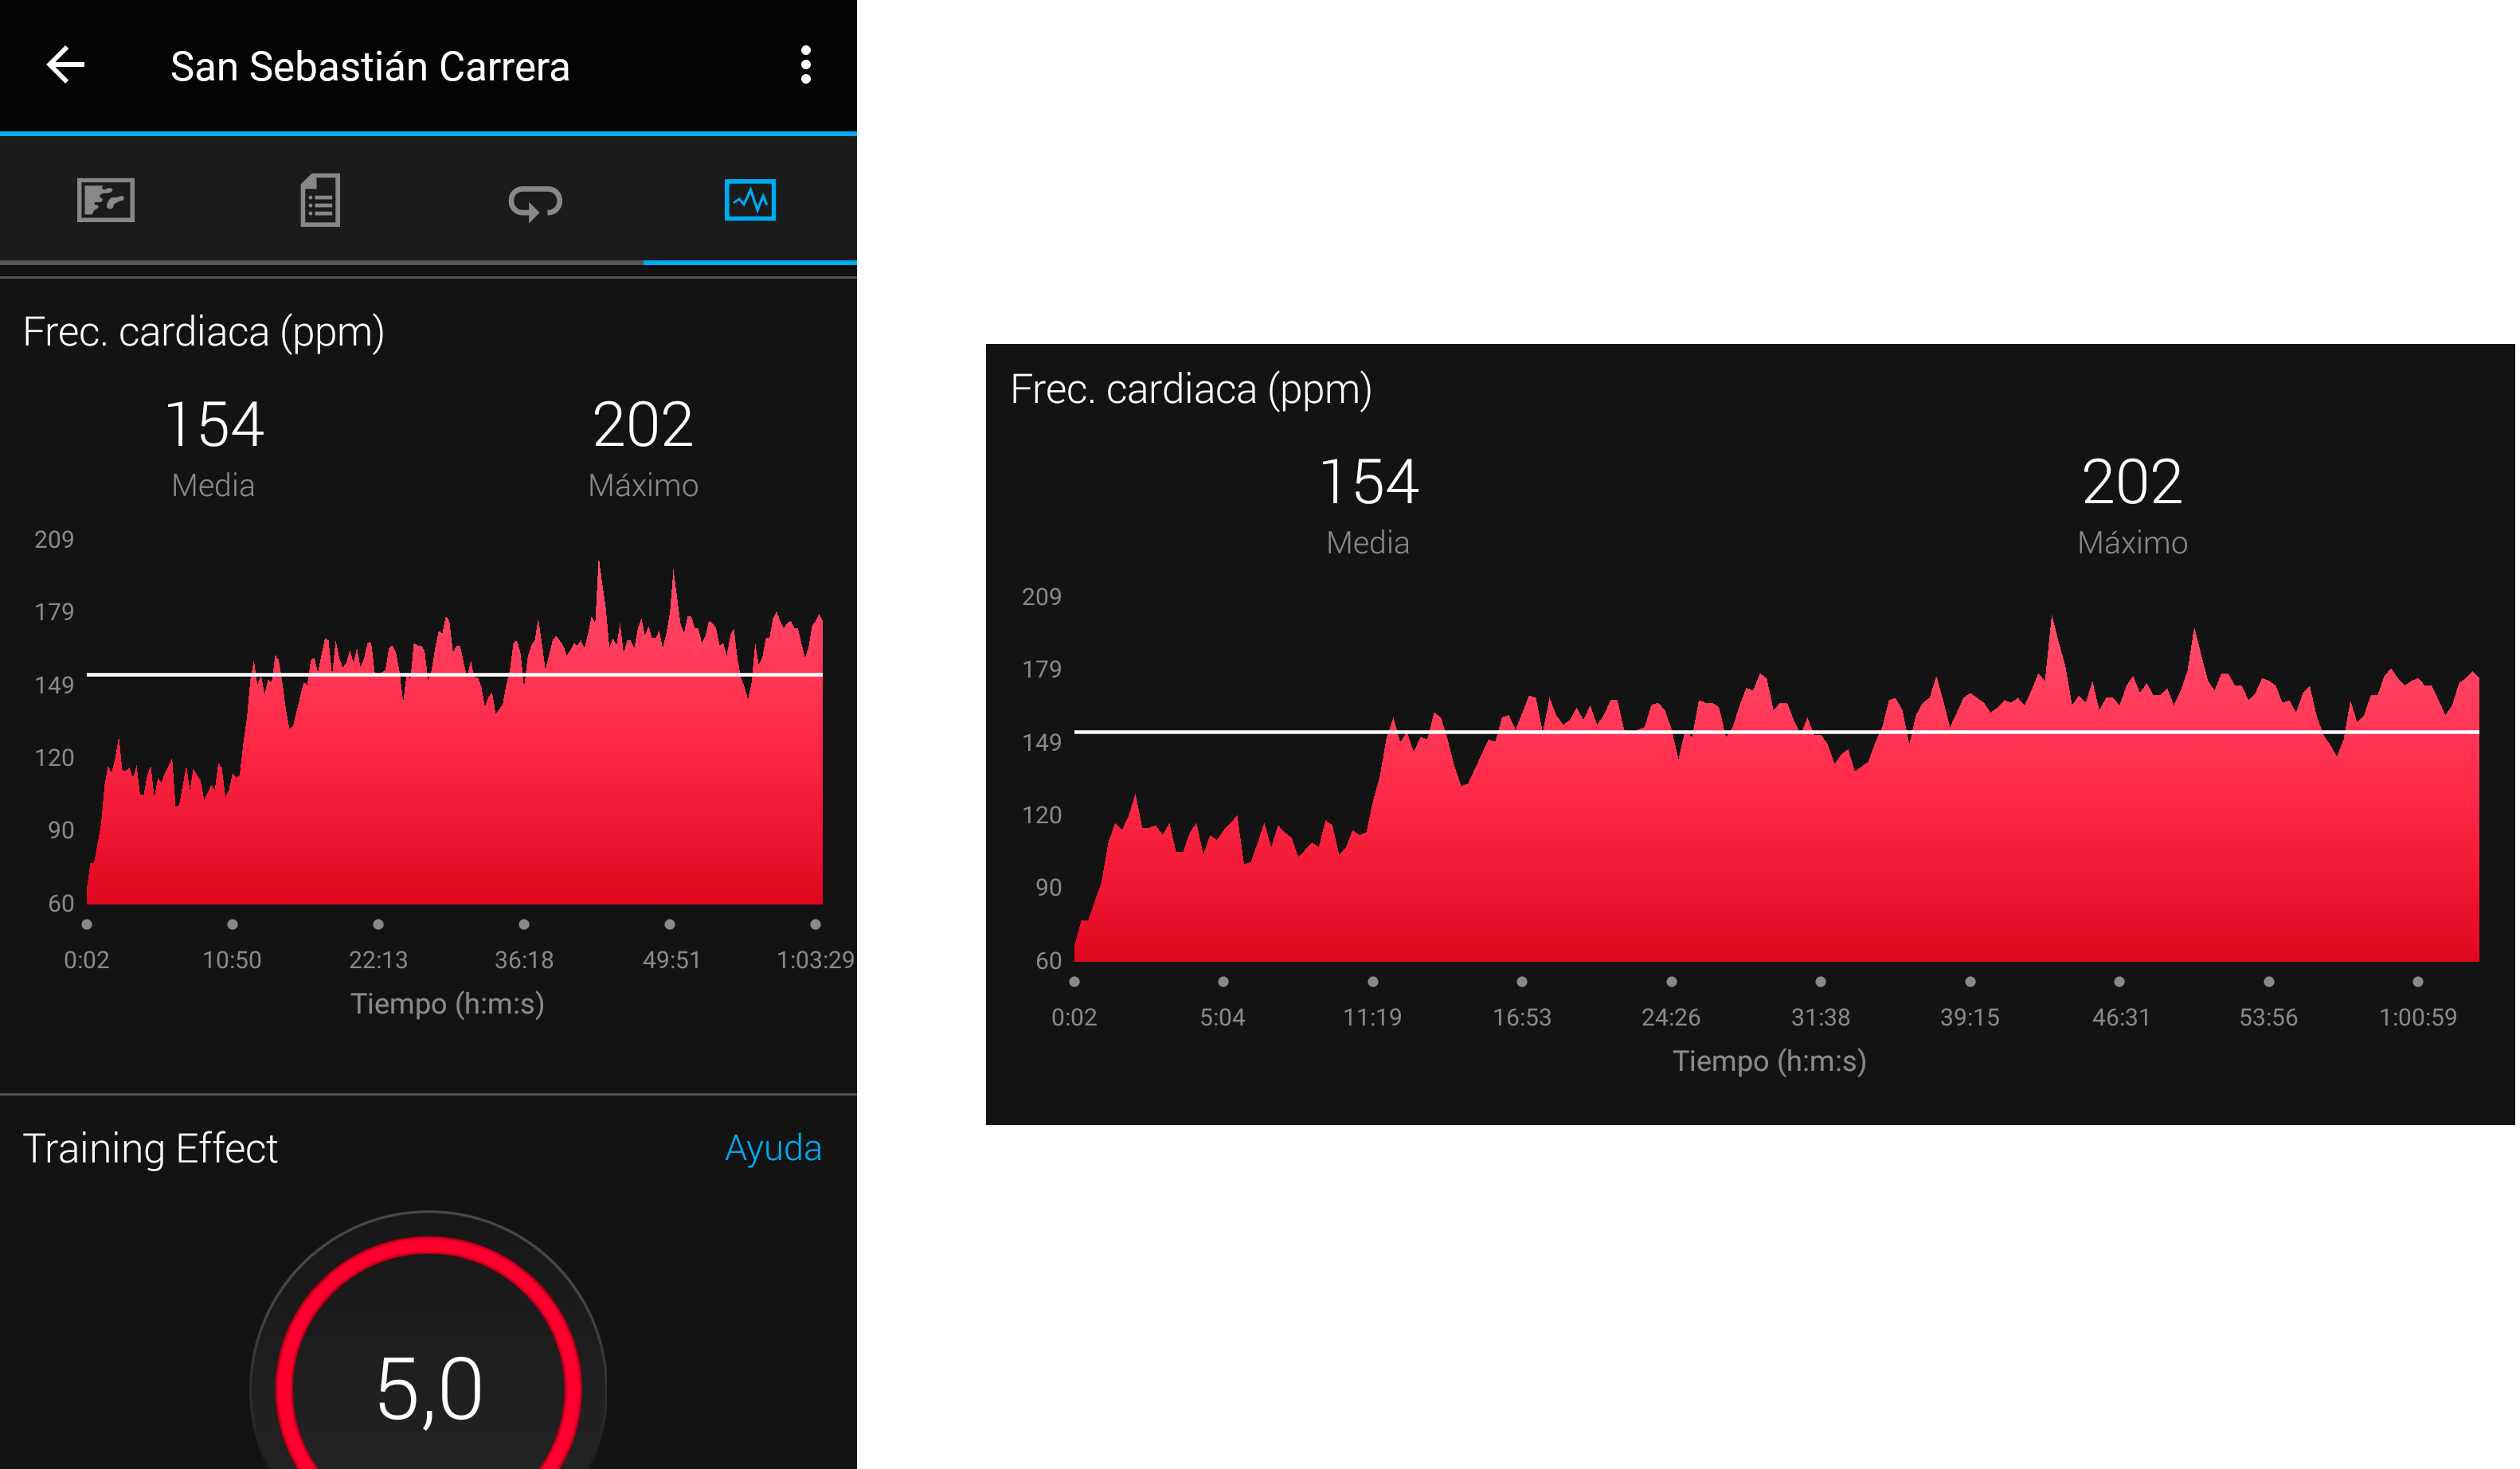 San Sebastián Carrera
Frec. cardiaca (ppm)
154 202
Media Máximo
209
179
149
120
90
60
0:02 10:50 22:13 36:18 49:51 1:03:29
Tiempo (h:m:s)
Training Effect Ayuda
5,0
Frec. cardiaca (ppm)
154 202
Media Máximo
209
179
149
120
90
60
0:02 5:04 11:19 16:53 24:26 31:38 39:15 46:31 53:56 1:00:59
Tiempo (h:m:s)